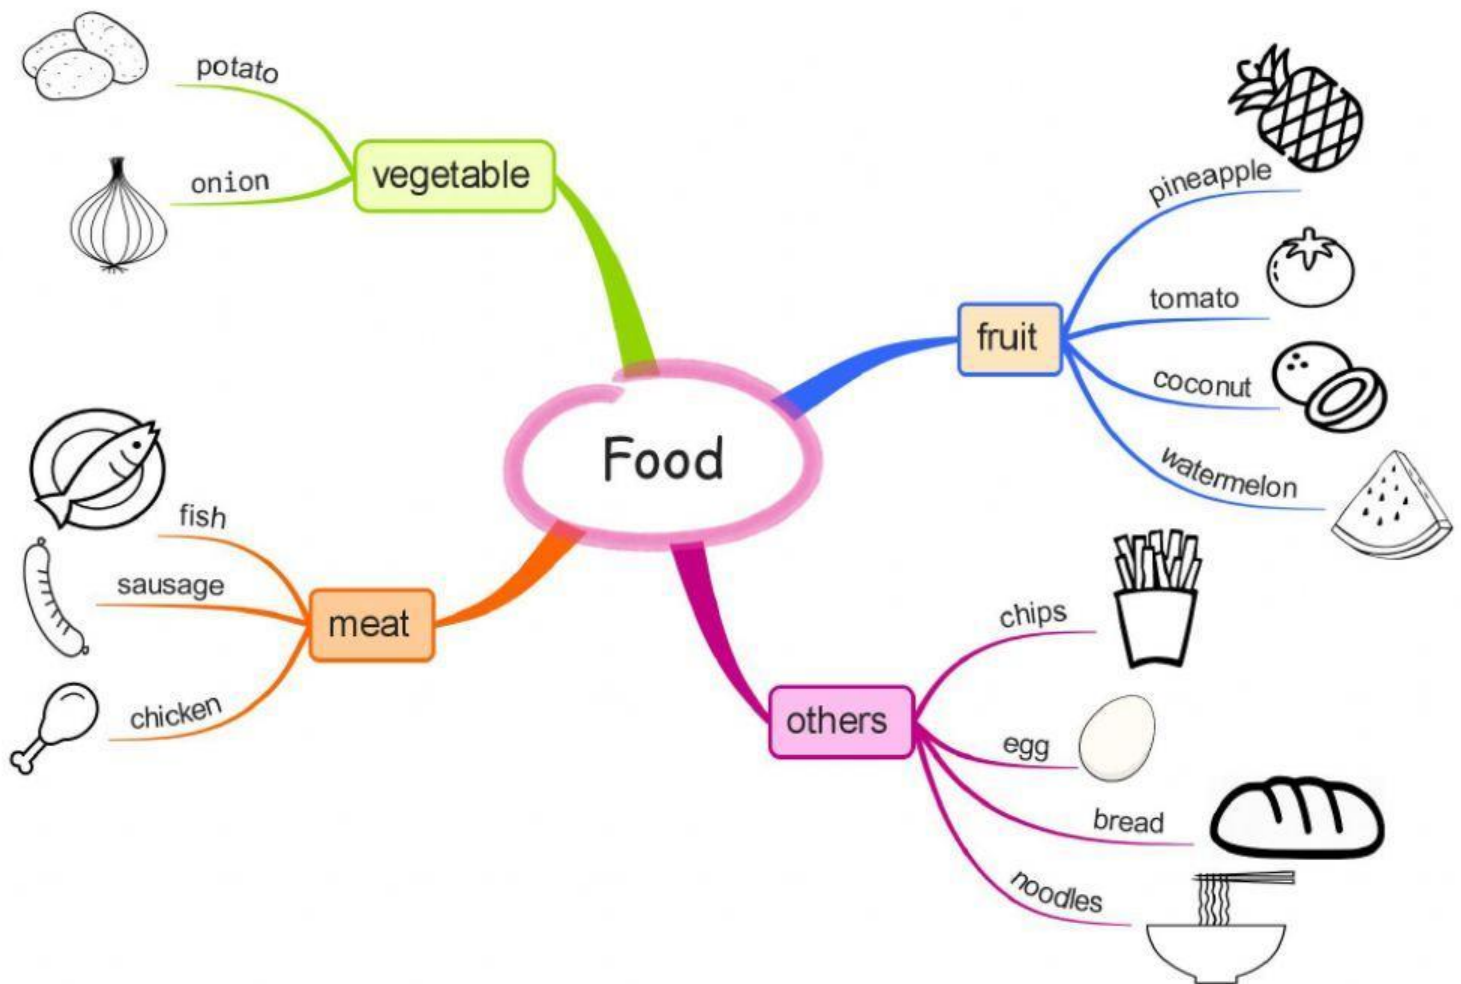 potato
onion
vegetable
pineapple
tomato
coconut
watermelon
fruit
Food
fish
sausage
chicken
meat
chips
egg
bread
noodles
others